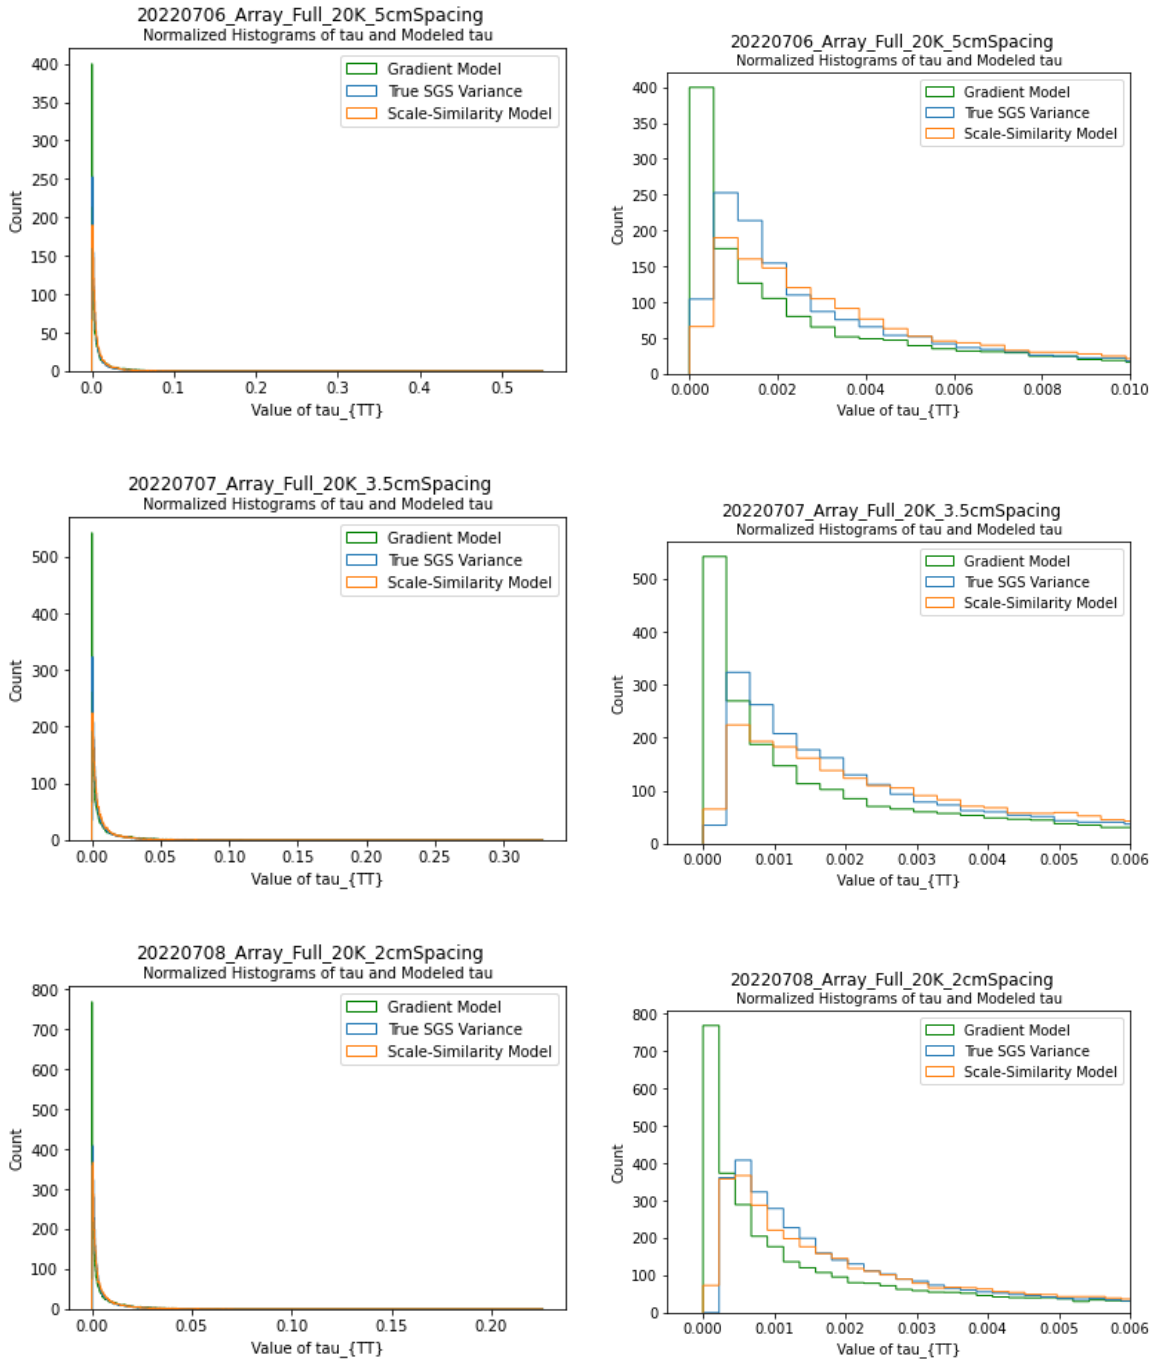 20220706_Array_Full_20K_5cmSpacing
Normalized Histograms of tau and Modeled tau
Gradient Model
True SGS Variance
Scale-Similarity Model
400
350
300
250
200
150
100
50
0
Count
0.0 0.1 0.2 0.3 0.4 0.5
Value of tau_{TT}
20220706_Array_Full_20K_5cmSpacing
Normalized Histograms of tau and Modeled tau
Gradient Model
True SGS Variance
Scale-Similarity Model
400
350
300
250
200
150
100
50
0
Count
0.000 0.002 0.004 0.006 0.008 0.010
Value of tau_{TT}
20220707_Array_Full_20K_3.5cmSpacing
Normalized Histograms of tau and Modeled tau
Gradient Model
True SGS Variance
Scale-Similarity Model
500
400
300
200
100
0
Count
0.00 0.05 0.10 0.15 0.20 0.25 0.30
Value of tau_{TT}
20220707_Array_Full_20K_3.5cmSpacing
Normalized Histograms of tau and Modeled tau
Gradient Model
True SGS Variance
Scale-Similarity Model
500
400
300
200
100
0
Count
0.000 0.001 0.002 0.003 0.004 0.005 0.006
Value of tau_{TT}
20220708_Array_Full_20K_2cmSpacing
Normalized Histograms of tau and Modeled tau
Gradient Model
True SGS Variance
Scale-Similarity Model
800
700
600
500
400
300
200
100
0
Count
0.00 0.05 0.10 0.15 0.20
Value of tau_{TT}
20220708_Array_Full_20K_2cmSpacing
Normalized Histograms of tau and Modeled tau
Gradient Model
True SGS Variance
Scale-Similarity Model
800
700
600
500
400
300
200
100
0
Count
0.000 0.001 0.002 0.003 0.004 0.005 0.006
Value of tau_{TT}